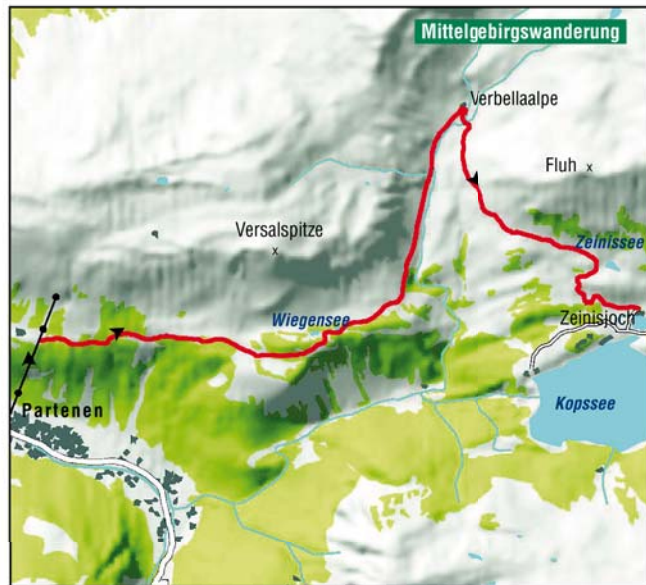 Mittelgebirgswanderung
Verbellaalpe
Fluh
Versalspitze
Zeinissee
Wiegensee
Zeinisjoch
Kopssee
Partenen